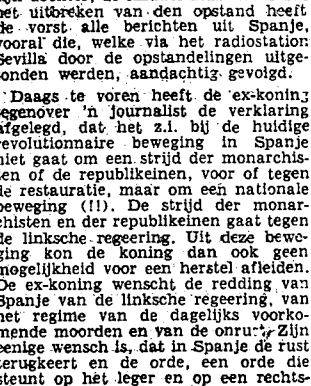 het uitbreken van den opstand heeft
de vorst alle berichten uit Spanje,
vooral die, welke via het radiostation
Sevilla door de opstandelingen uitge-
zonden werden, aandachtig gevolgd.
Daags te voren heeft de ex-koning
tegenover 'n journalist de verklaring
afgelegd, dat het z.i. bij de huidige
revolutionnaire beweging in Spanje
niet gaat om een strijd der monarchis-
ten of de republikeinen, voor of tegen
de restauratie, maar om een nationale
beweging (!!). De strijd der monar-
chisten en der republikeinen gaat tegen
de linksche regeering. Uit deze bewe-
ging kon de koning dan ook geen
mogelijkheid voor een herstel afleiden.
De ex-koning wenscht de redding van
Spanje van de linksche regeering, van
het regime van de dagelijks voorko-
mende moorden en van de onrust. Zijn
eenige wensch is, dat in Spanje de rust
terugkeert en de orde, een orde die
steunt op het leger en op een rechts-